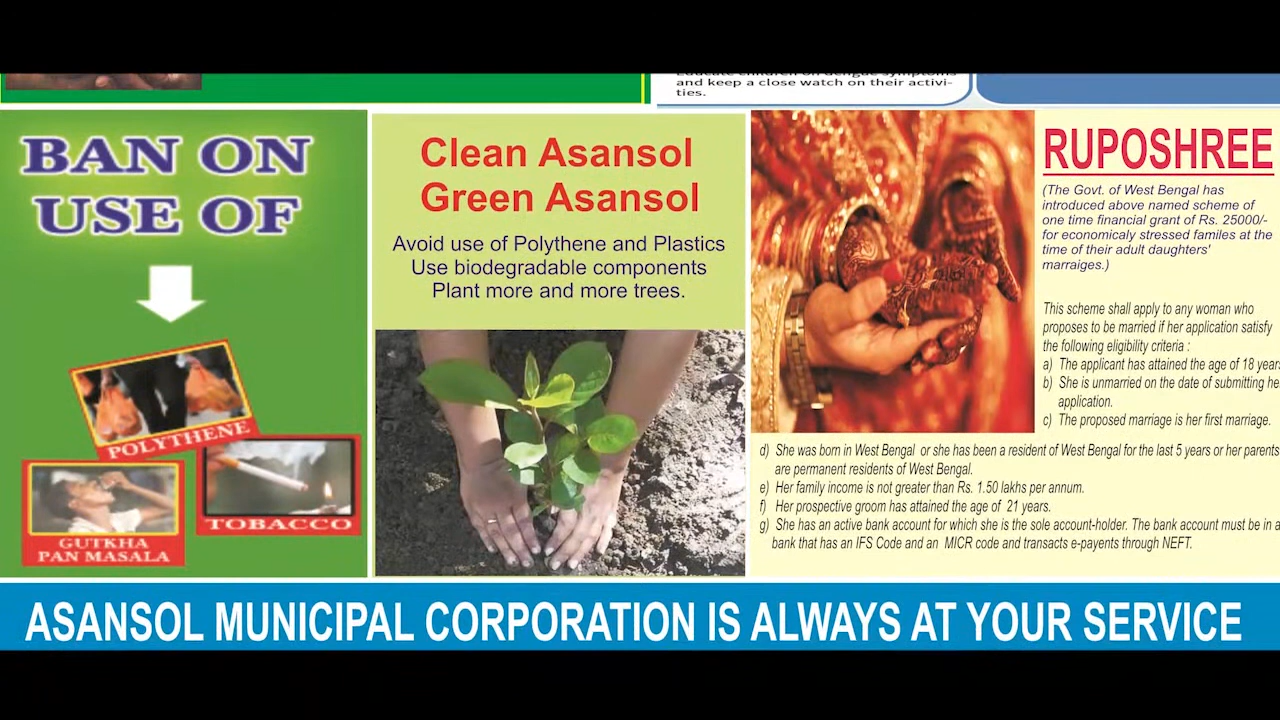 Educate children on dengue symptoms
and keep a close watch on their activi-
ties.
BAN ON
USE OF
POLYTHENE
TOBACCO
GUTKHA
PAN MASALA
Clean Asansol
Green Asansol
Avoid use of Polythene and Plastics
Use biodegradable components
Plant more and more trees.
RUPOSHREE
(The Govt. of West Bengal has
introduced above named scheme of
one time financial grant of Rs. 25000/-
for economicaly stressed familes at the
time of their adult daughters'
marraiges.)
This scheme shall apply to any woman who
proposes to be married if her application satisfy
the following eligibility criteria :
a) The applicant has attained the age of 18 years
b) She is unmarried on the date of submitting he
application.
c) The proposed marriage is her first marriage.
d) She was born in West Bengal or she has been a resident of West Bengal for the last 5 years or her parents
are permanent residents of West Bengal.
e) Her family income is not greater than Rs. 1.50 lakhs per annum.
f) Her prospective groom has attained the age of 21 years.
g) She has an active bank account for which she is the sole account-holder. The bank account must be in a
bank that has an IFS Code and an MICR code and transacts e-payents through NEFT.
ASANSOL MUNICIPAL CORPORATION IS ALWAYS AT YOUR SERVICE